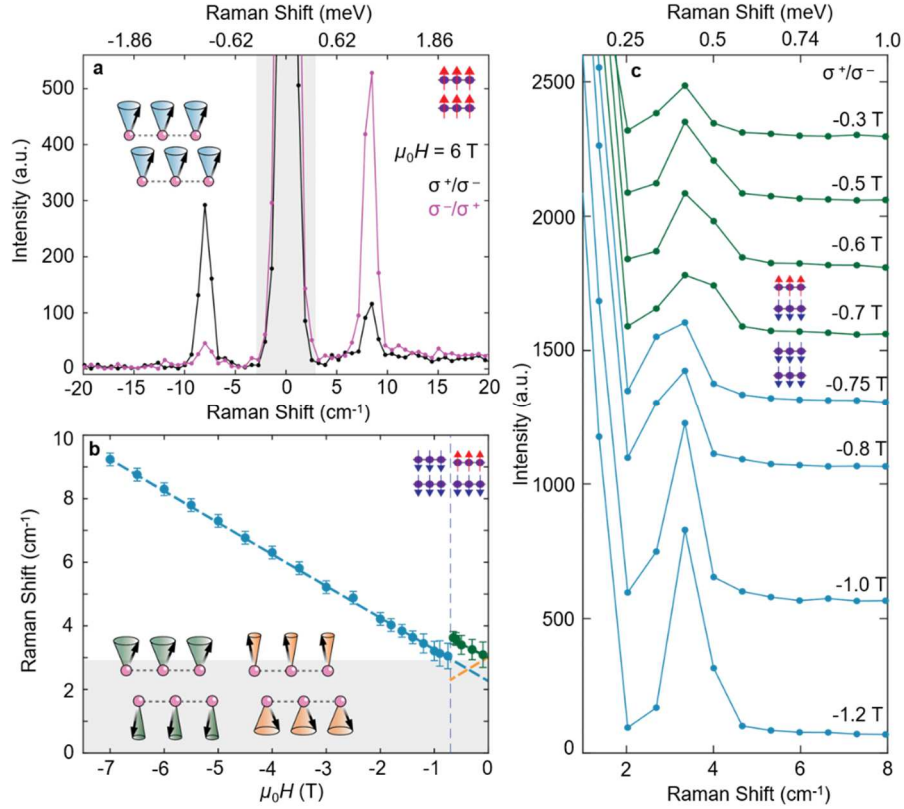 Raman Shift (meV)
-1.86 -0.62 0.62 1.86
a
500
400
300
200
100
0
Intensity (a.u.)
μ₀H = 6 T
σ⁺/σ⁻
σ⁻/σ⁺
-20 -15 -10 -5 0 5 10 15 20
Raman Shift (cm⁻¹)
b
10
8
6
4
2
0
Raman Shift (cm⁻¹)
-7 -6 -5 -4 -3 -2 -1 0
μ₀H (T)
Raman Shift (meV)
0.25 0.5 0.74 1.0
c
σ⁺/σ⁻
2500
2000
1500
1000
500
0
Intensity (a.u.)
-0.3 T
-0.5 T
-0.6 T
-0.7 T
-0.75 T
-0.8 T
-1.0 T
-1.2 T
2 4 6 8
Raman Shift (cm⁻¹)